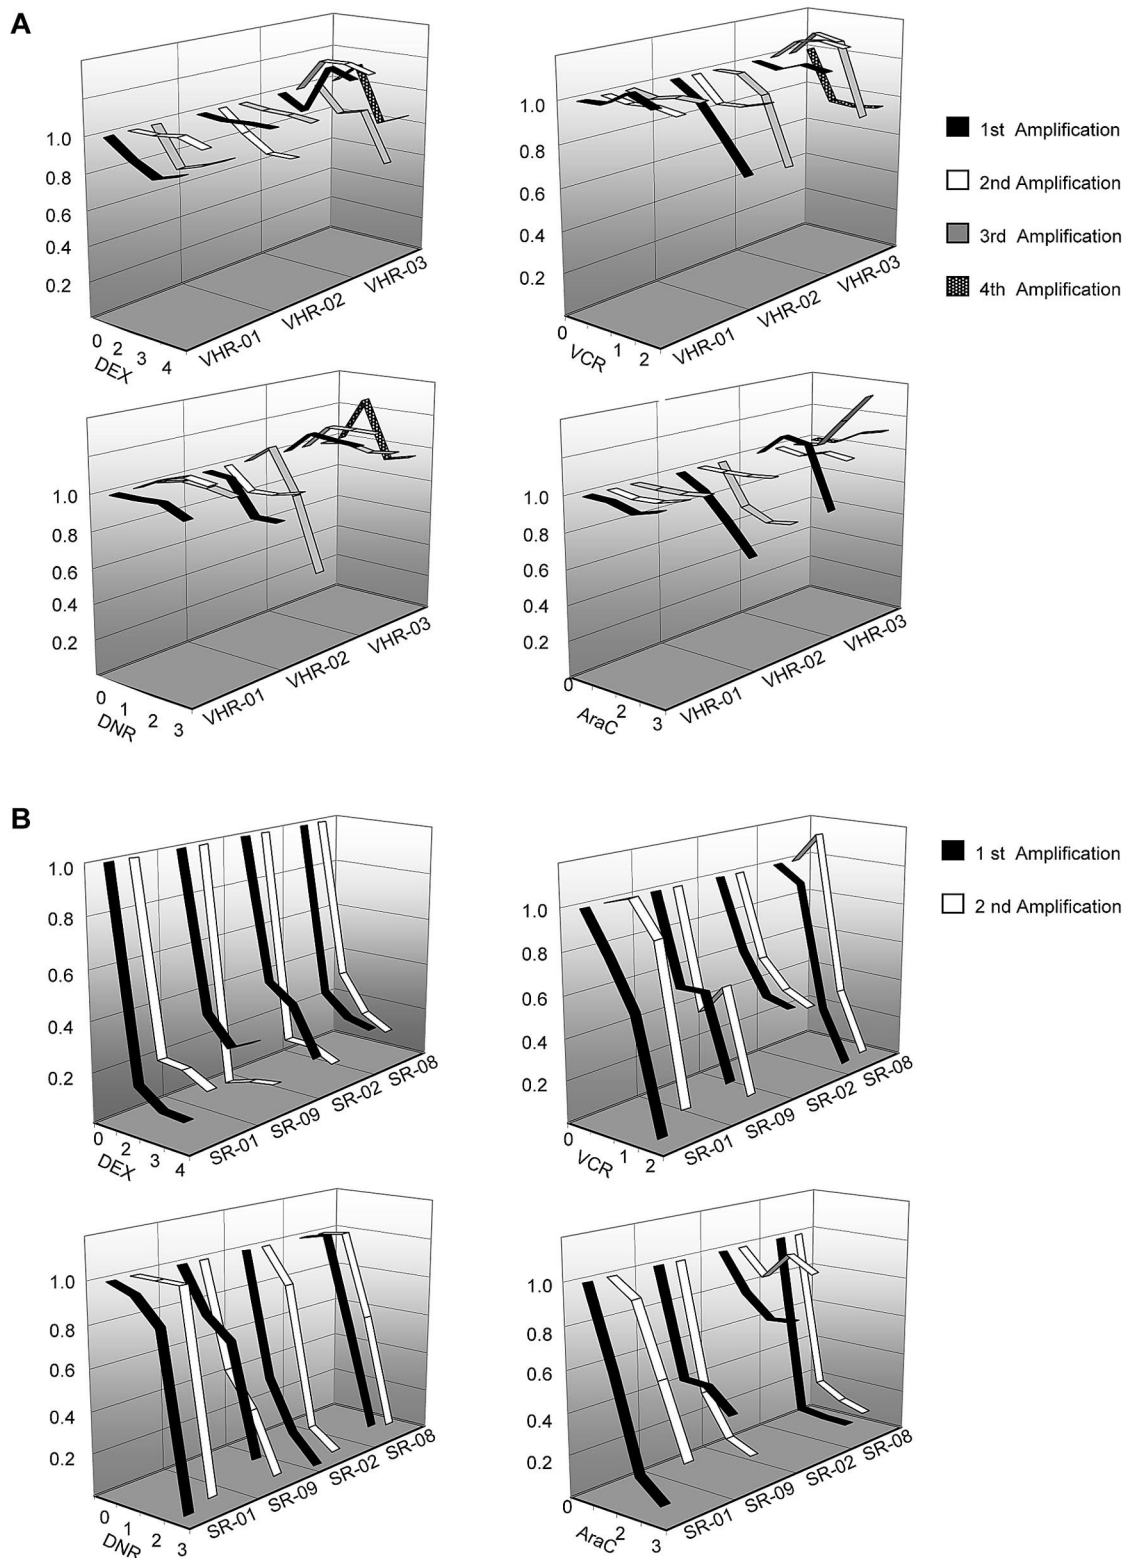 A
1.0
0.8
0.6
0.4
0.2
0 2 3 4
DEX
VHR-01 VHR-02 VHR-03
1.0
0.8
0.6
0.4
0.2
0 1 2
VCR
VHR-01 VHR-02 VHR-03
1st Amplification
2nd Amplification
3rd Amplification
4th Amplification
1.0
0.8
0.6
0.4
0.2
0 1 2 3
DNR
VHR-01 VHR-02 VHR-03
1.0
0.8
0.6
0.4
0.2
0 2 3
AraC
VHR-01 VHR-02 VHR-03
B
1.0
0.8
0.6
0.4
0.2
0 2 3 4
DEX
SR-01 SR-09 SR-02 SR-08
1.0
0.8
0.6
0.4
0.2
0 1 2
VCR
SR-01 SR-09 SR-02 SR-08
1 st Amplification
2 nd Amplification
1.0
0.8
0.6
0.4
0.2
0 1 2 3
DNR
SR-01 SR-09 SR-02 SR-08
1.0
0.8
0.6
0.4
0.2
0 2 3
AraC
SR-01 SR-09 SR-02 SR-08